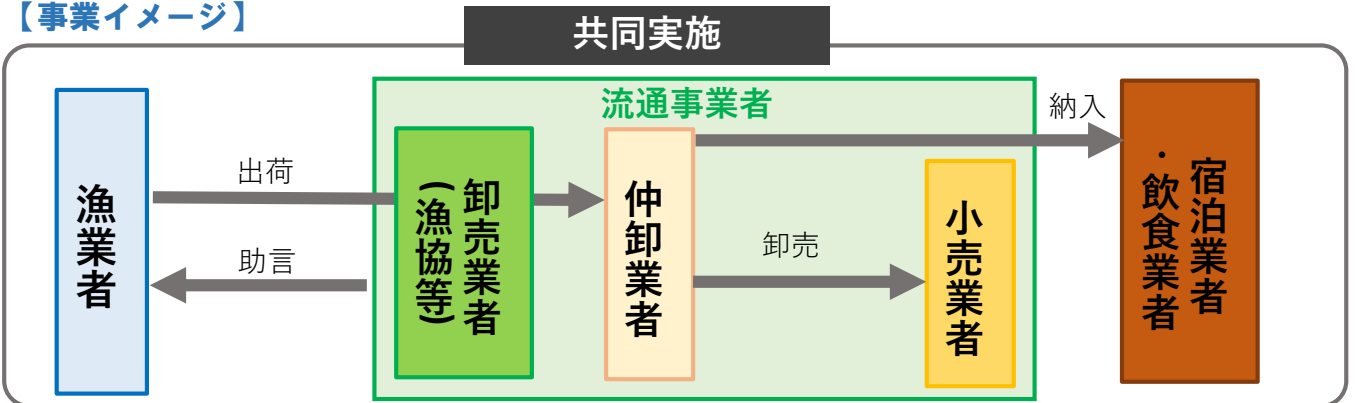 【事業イメージ】
共同実施
流通事業者
漁業者
出荷
助言
卸売業者
(漁協等)
仲卸業者
卸売
小売業者
納入
宿泊業者
・飲食業者